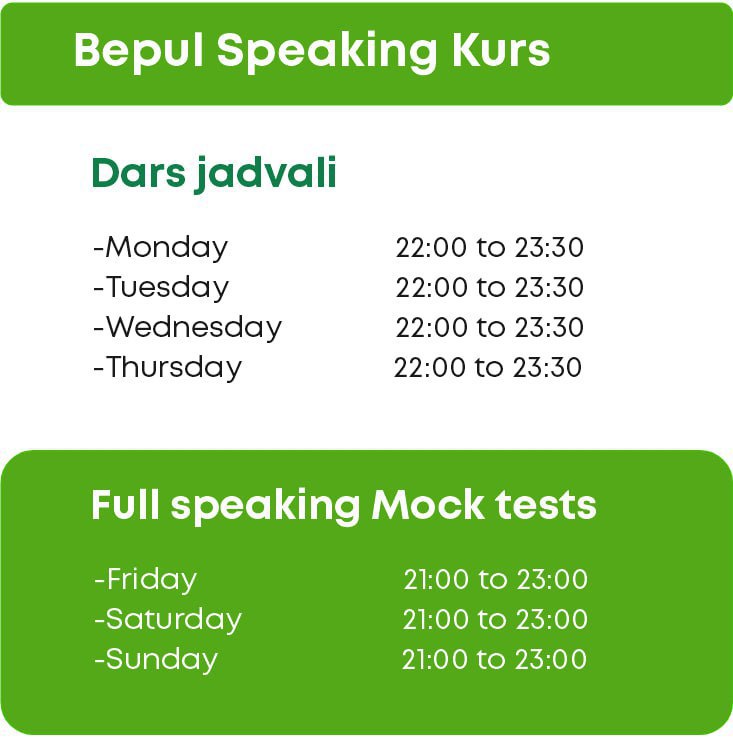 Bepul Speaking Kurs
Dars jadvali
-Monday 22:00 to 23:30
-Tuesday 22:00 to 23:30
-Wednesday 22:00 to 23:30
-Thursday 22:00 to 23:30
Full speaking Mock tests
-Friday 21:00 to 23:00
-Saturday 21:00 to 23:00
-Sunday 21:00 to 23:00